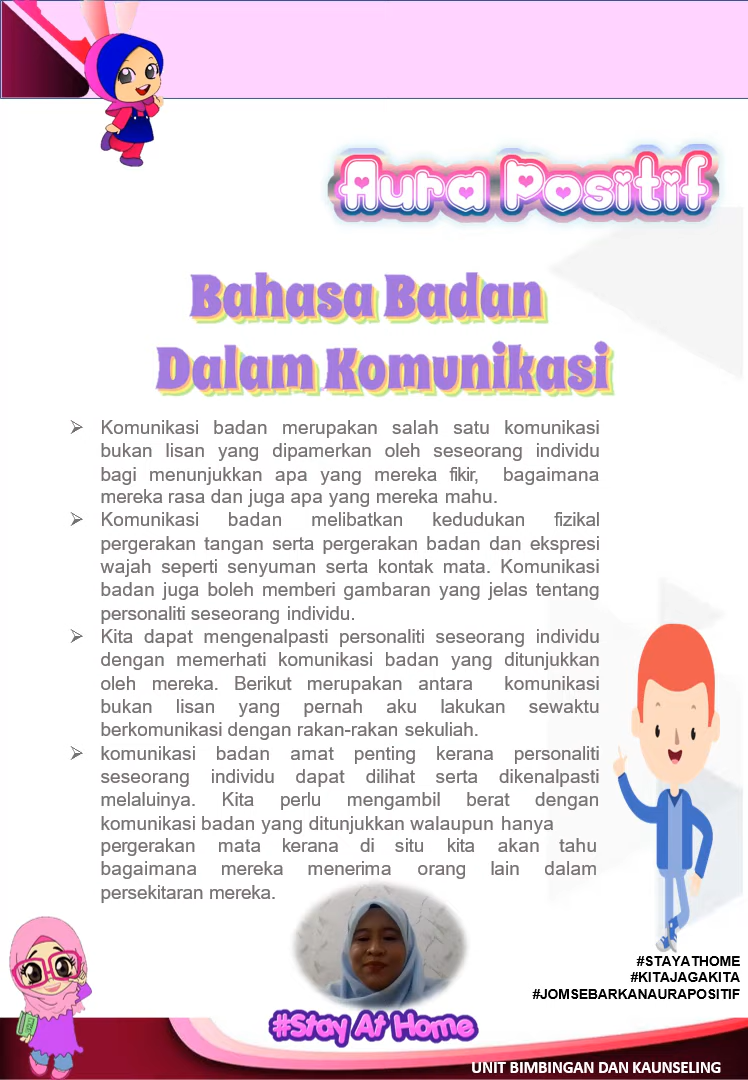 Aura Positif
Bahasa Badan
Dalam Komunikasi
➢ Komunikasi badan merupakan salah satu komunikasi
bukan lisan yang dipamerkan oleh seseorang individu
bagi menunjukkan apa yang mereka fikir, bagaimana
mereka rasa dan juga apa yang mereka mahu.
➢ Komunikasi badan melibatkan kedudukan fizikal
pergerakan tangan serta pergerakan badan dan ekspresi
wajah seperti senyuman serta kontak mata. Komunikasi
badan juga boleh memberi gambaran yang jelas tentang
personaliti seseorang individu.
➢ Kita dapat mengenalpasti personaliti seseorang individu
dengan memerhati komunikasi badan yang ditunjukkan
oleh mereka. Berikut merupakan antara komunikasi
bukan lisan yang pernah aku lakukan sewaktu
berkomunikasi dengan rakan-rakan sekuliah.
➢ komunikasi badan amat penting kerana personaliti
seseorang individu dapat dilihat serta dikenalpasti
melaluinya. Kita perlu mengambil berat dengan
komunikasi badan yang ditunjukkan walaupun hanya
pergerakan mata kerana di situ kita akan tahu
bagaimana mereka menerima orang lain dalam
persekitaran mereka.
#STAYATHOME
#KITAJAGAKITA
#JOMSEBARKANAURAPOSITIF
#Stay At Home
UNIT BIMBINGAN DAN KAUNSELING